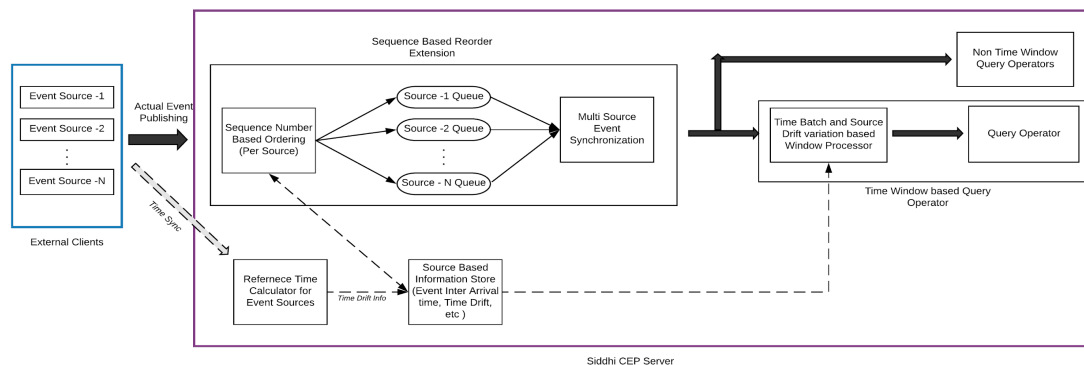 Sequence Based Reorder
Extension
Event Source -1
Event Source -2
Event Source -N
External Clients
Actual Event
Publishing
Time Sync
Sequence Number
Based Ordering
(Per Source)
Source -1 Queue
Source -2 Queue
Source - N Queue
Multi Source
Event
Synchronization
Non Time Window
Query Operators
Time Batch and Source
Drift variation based
Window Processor
Query Operator
Time Window based Query
Operator
Refernece Time
Calculator for
Event Sources
Time Drift Info
Source Based
Information Store
(Event Inter Arrival
time, Time Drift,
etc )
Siddhi CEP Server